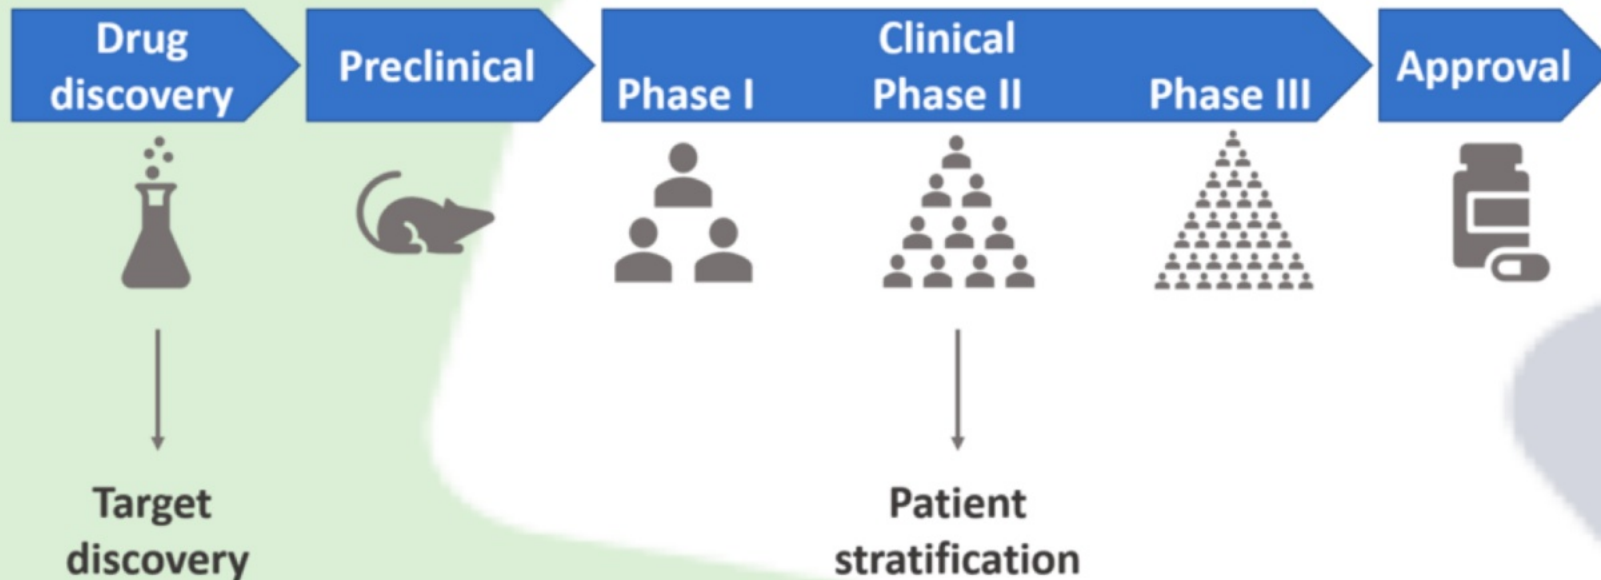 Drug
discovery
Preclinical
Clinical
Phase I
Phase II
Phase III
Approval
Target
discovery
Patient
stratification